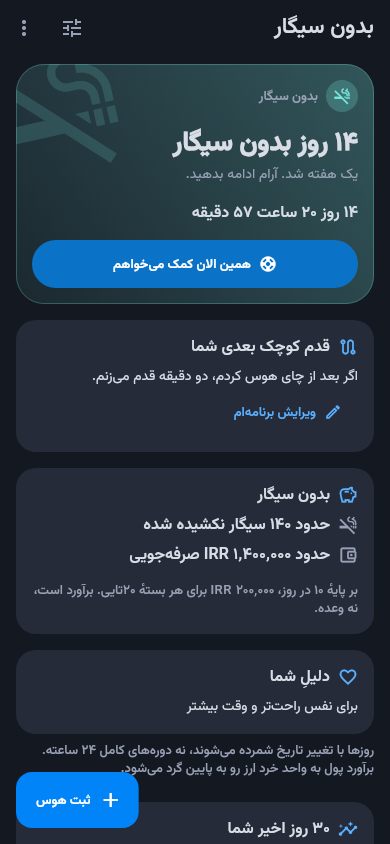 بدون سیگار
بدون سیگار
۱۴ روز بدون سیگار
یک هفته شد. آرام ادامه بدهید.
۱۴ روز ۲۰ ساعت ۵۷ دقیقه
همین الان کمک می‌خواهم
قدم کوچک بعدی شما
اگر بعد از چای هوس کردم، دو دقیقه قدم می‌زنم.
ویرایش برنامه‌ام
بدون سیگار
حدود ۱۴۰ سیگار نکشیده شده
حدود ۱,۴۰۰,۰۰۰ IRR صرفه‌جویی
بر پایهٔ ۱۰ در روز، ۲۰۰,۰۰۰ IRR برای هر بستهٔ ۲۰تایی. برآورد است،
نه وعده.
دلیلِ شما
برای نفس راحت‌تر و وقت بیشتر
روزها با تغییر تاریخ شمرده می‌شوند، نه دوره‌های کامل ۲۴ ساعته.
برآورد پول به واحد خرد ارز رو به پایین گرد می‌شود.
ثبت هوس
۳۰ روز اخیر شما